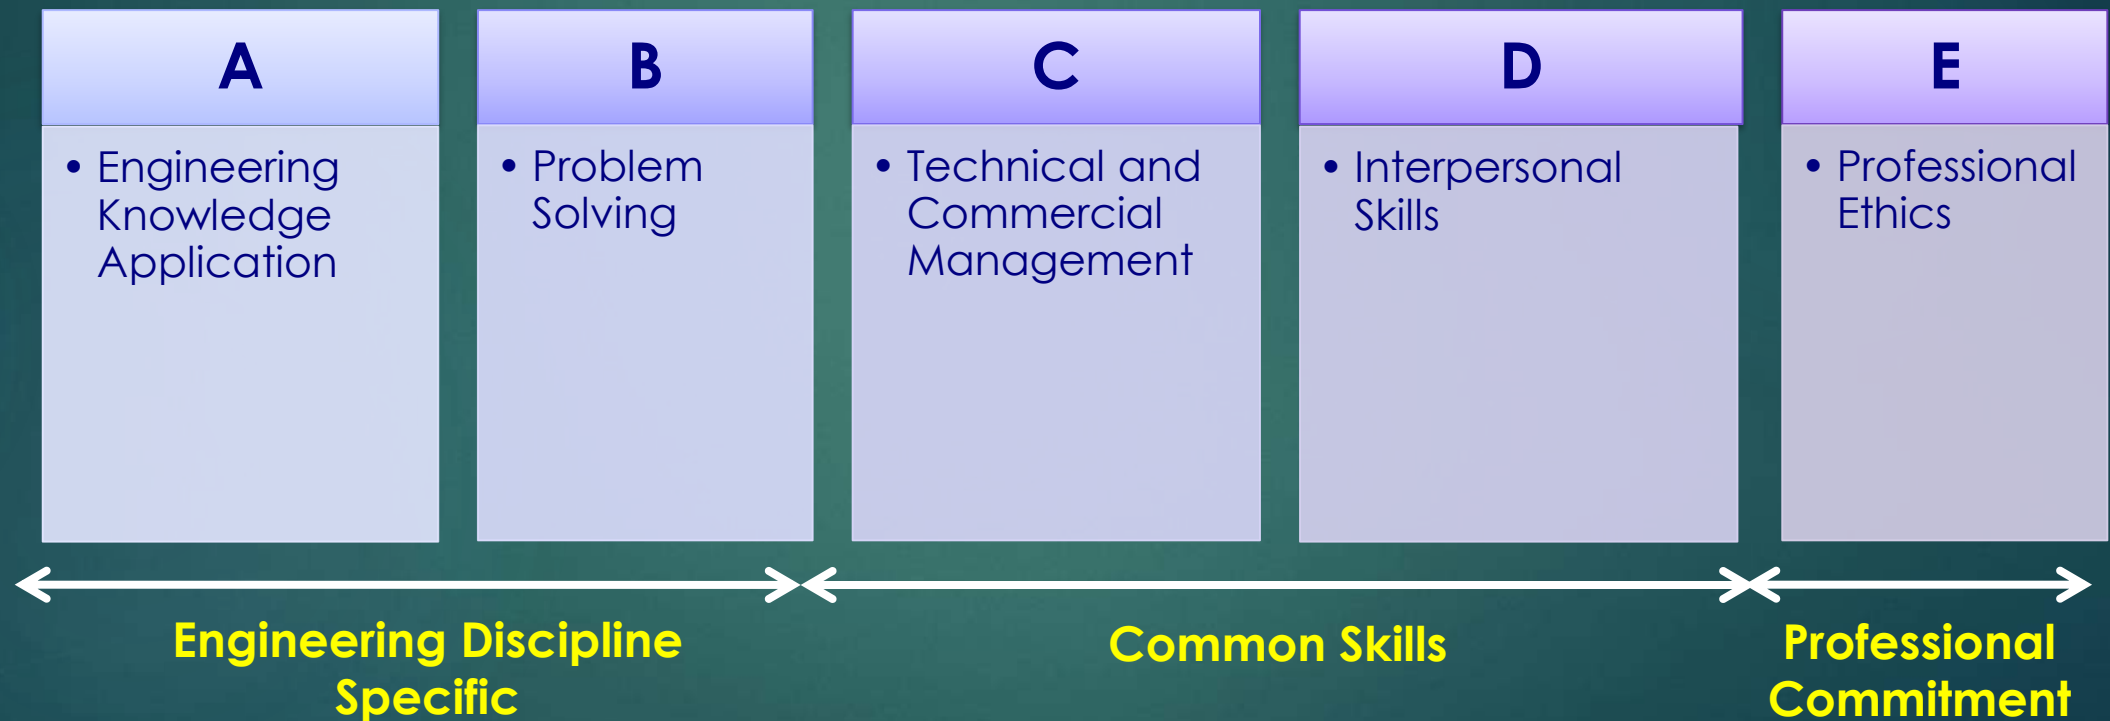 A
B
C
D
E
• Engineering
Knowledge
Application
• Problem
Solving
• Technical and
Commercial
Management
• Interpersonal
Skills
• Professional
Ethics
Engineering Discipline
Specific
Common Skills
Professional
Commitment